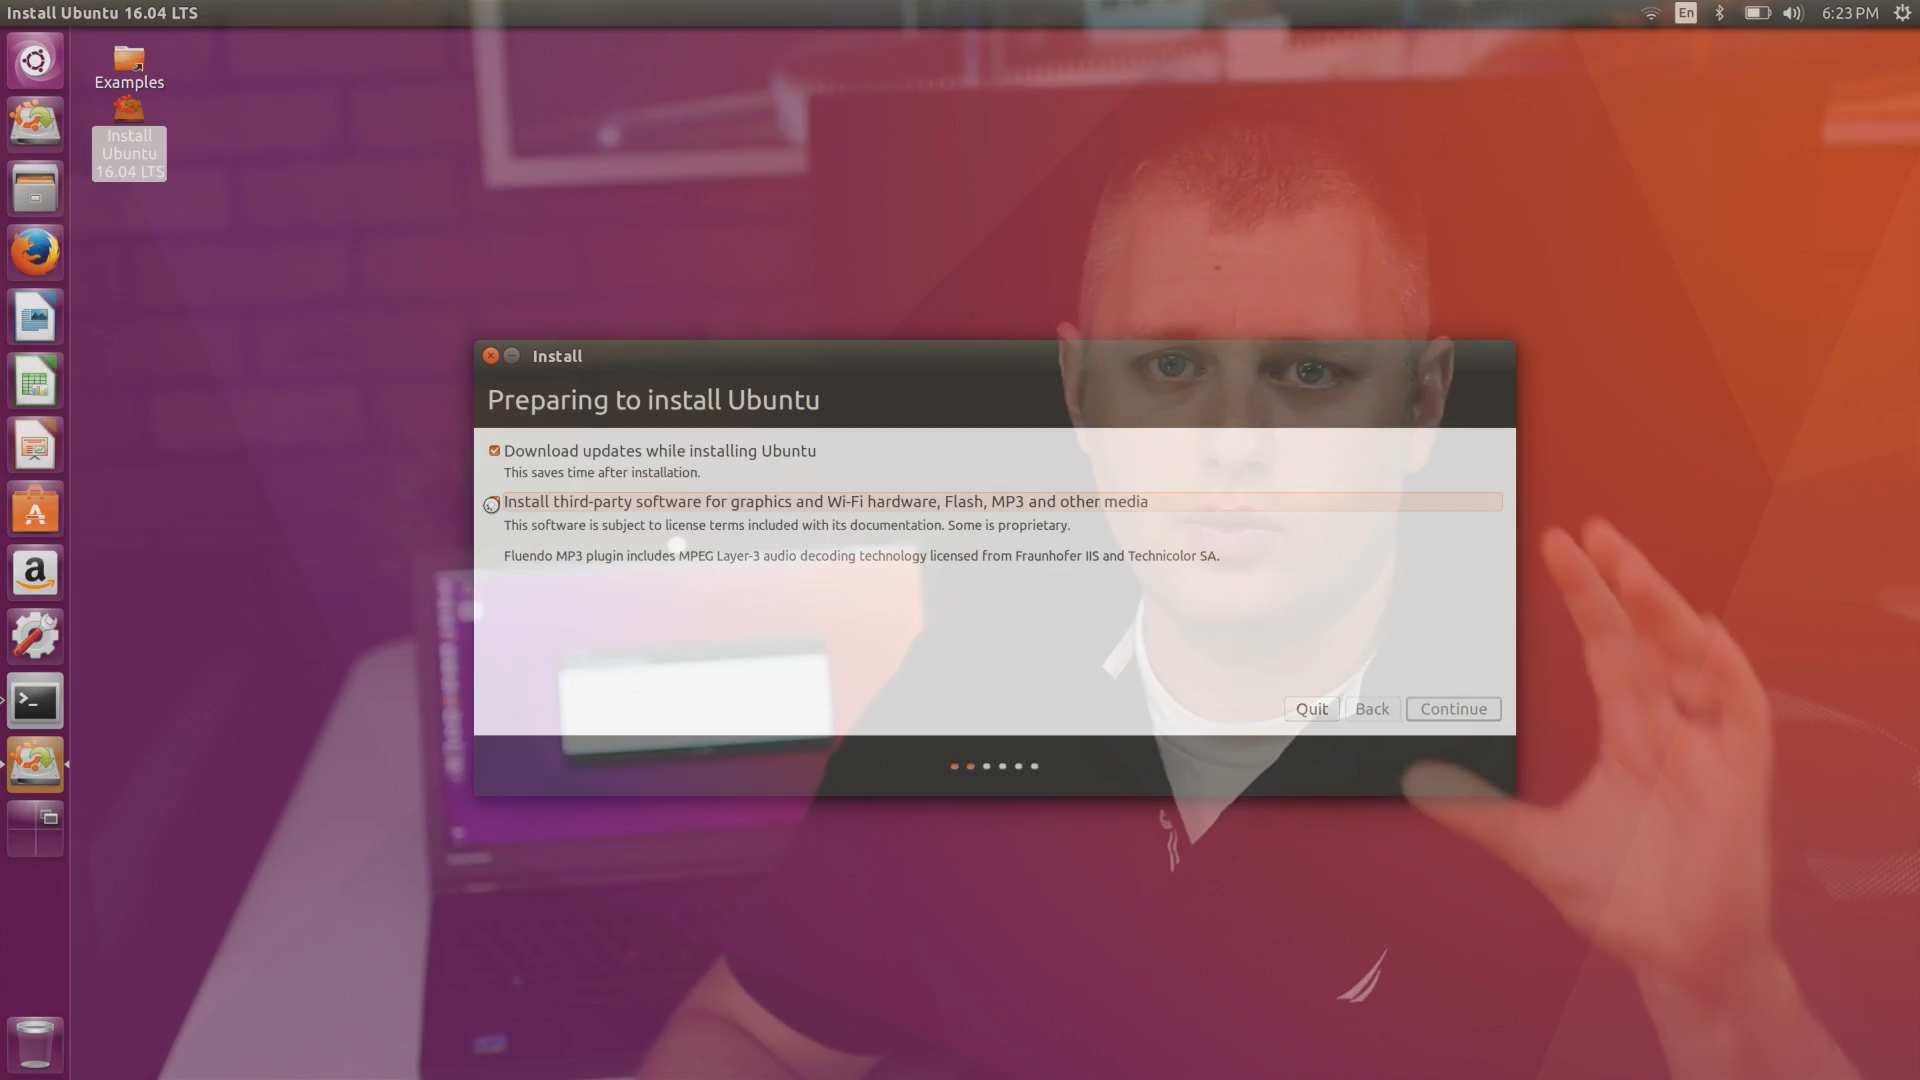 Install Ubuntu 16.04 LTS
En
6:23 PM
Examples
Install
Ubuntu
16.04 LTS
Install
Preparing to install Ubuntu
Download updates while installing Ubuntu
This saves time after installation.
Install third-party software for graphics and Wi-Fi hardware, Flash, MP3 and other media
This software is subject to license terms included with its documentation. Some is proprietary.
Fluendo MP3 plugin includes MPEG Layer-3 audio decoding technology licensed from Fraunhofer IIS and Technicolor SA.
Quit
Back
Continue